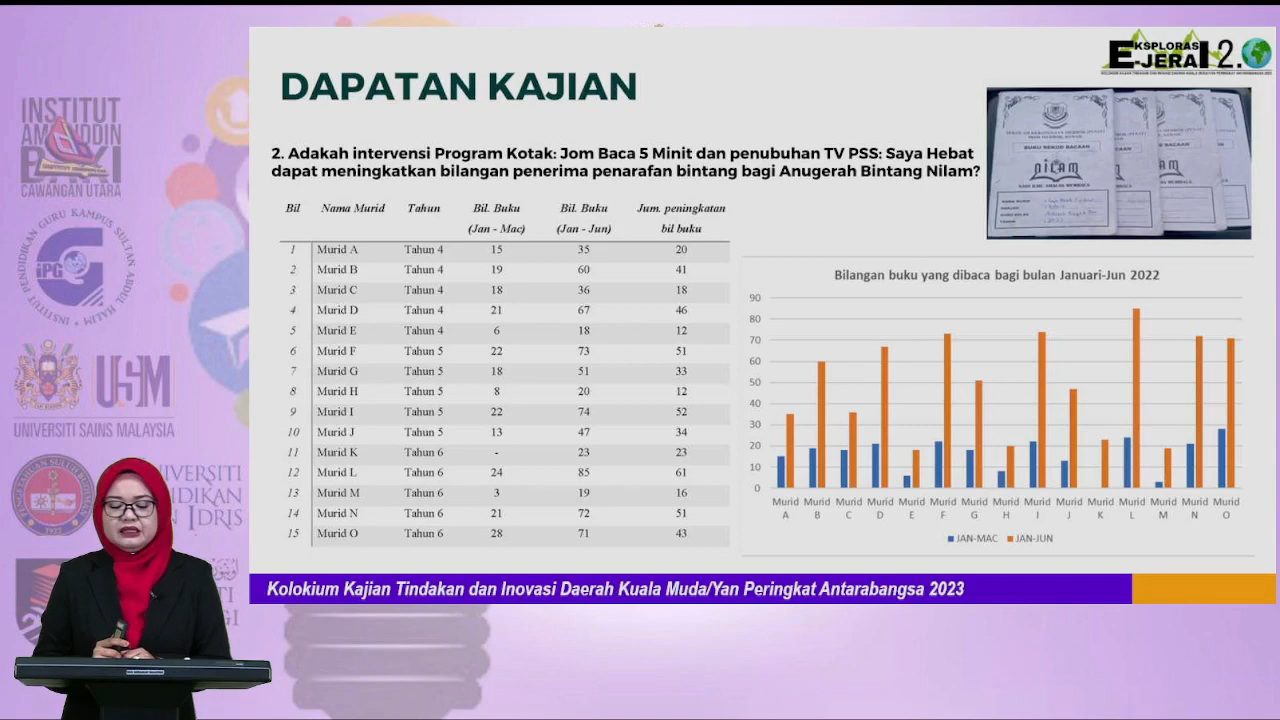 EKSPLORASI
E-JERAI 2.0
DAPATAN KAJIAN
2. Adakah intervensi Program Kotak: Jom Baca 5 Minit dan penubuhan TV PSS: Saya Hebat
dapat meningkatkan bilangan penerima penarafan bintang bagi Anugerah Bintang Nilam?
Bil Nama Murid Tahun Bil. Buku Bil. Buku Jum. peningkatan
(Jan - Mac) (Jan - Jun) bil buku
1 Murid A Tahun 4 15 35 20
2 Murid B Tahun 4 19 60 41
3 Murid C Tahun 4 18 36 18
4 Murid D Tahun 4 21 67 46
5 Murid E Tahun 4 6 18 12
6 Murid F Tahun 5 22 73 51
7 Murid G Tahun 5 18 51 33
8 Murid H Tahun 5 8 20 12
9 Murid I Tahun 5 22 74 52
10 Murid J Tahun 5 13 47 34
11 Murid K Tahun 6 - 23 23
12 Murid L Tahun 6 24 85 61
13 Murid M Tahun 6 3 19 16
14 Murid N Tahun 6 21 72 51
15 Murid O Tahun 6 28 71 43
BUKU REKOD BACAAN
nilam
Bilangan buku yang dibaca bagi bulan Januari-Jun 2022
90
80
70
60
50
40
30
20
10
0
Murid Murid Murid Murid Murid Murid Murid Murid Murid Murid Murid Murid Murid Murid Murid
A B C D E F G H I J K L M N O
JAN-MAC JAN-JUN
Kolokium Kajian Tindakan dan Inovasi Daerah Kuala Muda/Yan Peringkat Antarabangsa 2023
INSTITUT
AMINUDDIN
BAKI
CAWANGAN UTARA
INSTITUT PENDIDIKAN GURU KAMPUS SULTAN ABDUL HALIM
IPG
USM
UNIVERSITI SAINS MALAYSIA